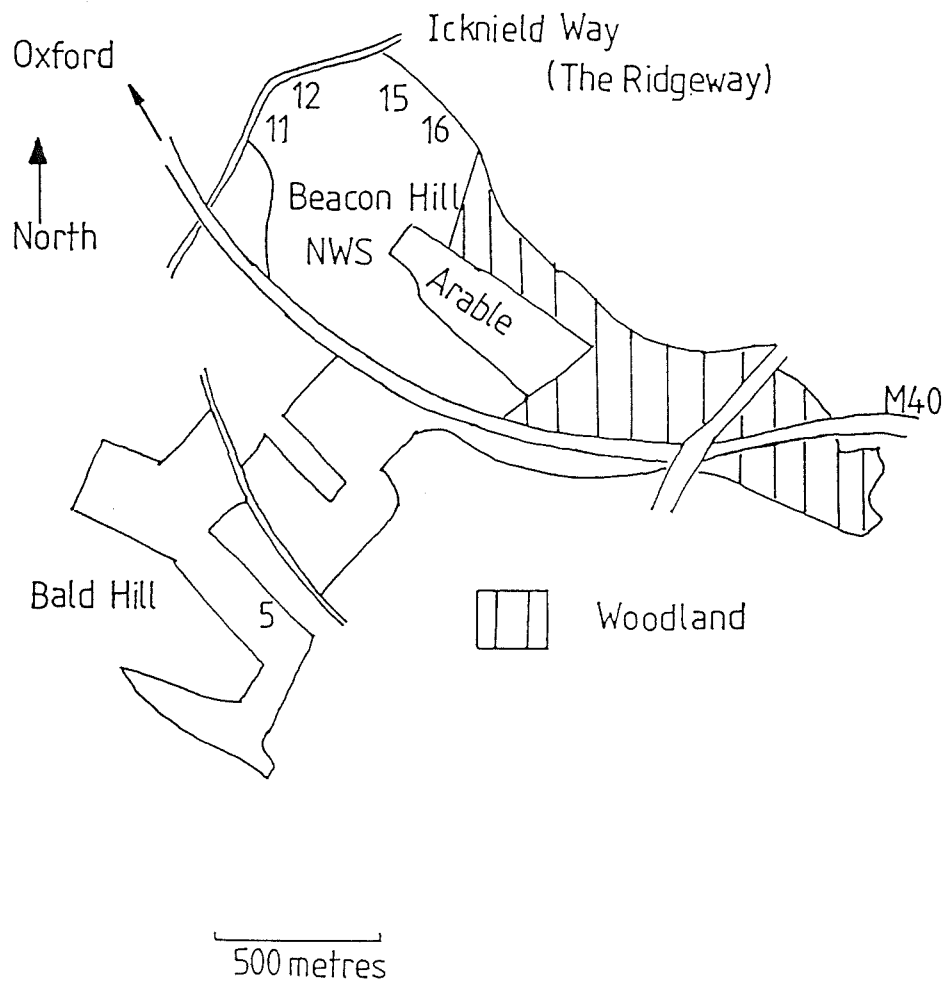 Icknield Way
(The Ridgeway)
Oxford
12
15
11
16
North
Beacon Hill
NWS
Arable
M40
Bald Hill
5
Woodland
500 metres